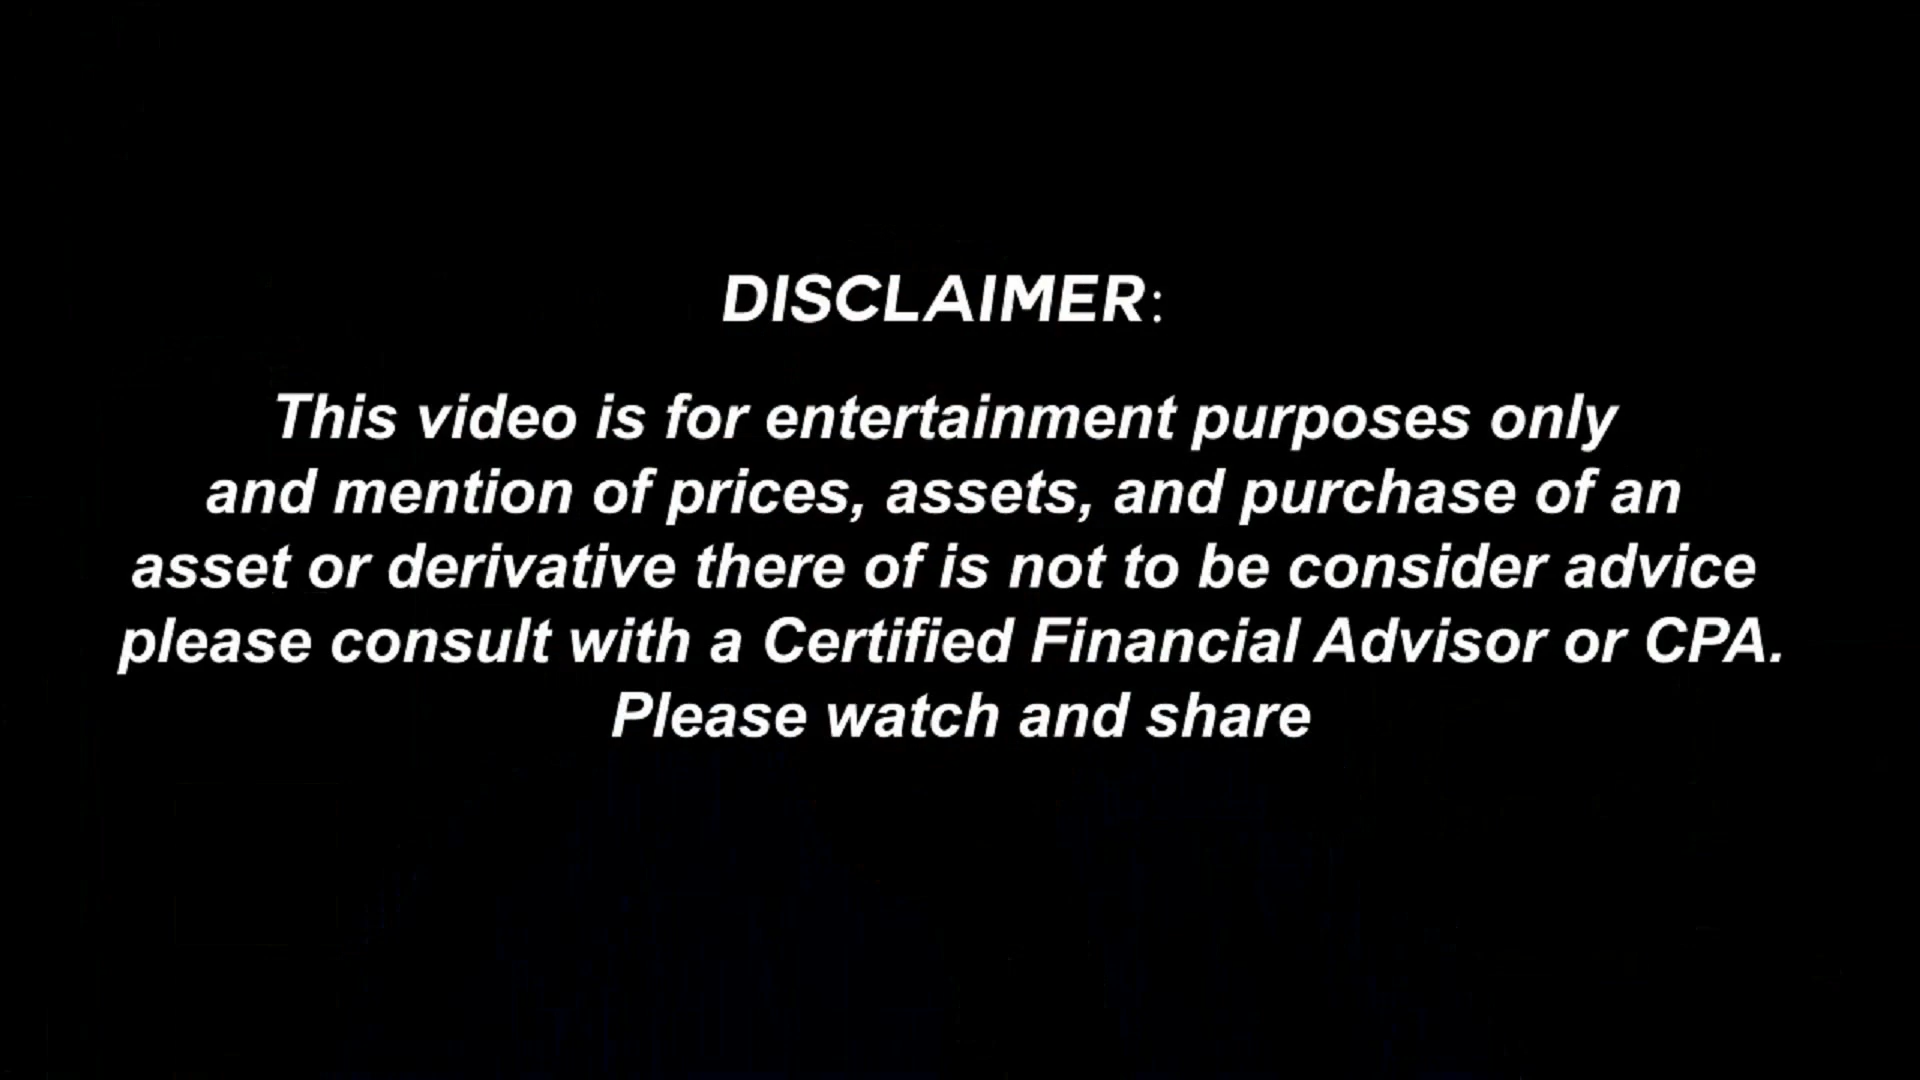 DISCLAIMER:
This video is for entertainment purposes only
and mention of prices, assets, and purchase of an
asset or derivative there of is not to be consider advice
please consult with a Certified Financial Advisor or CPA.
Please watch and share